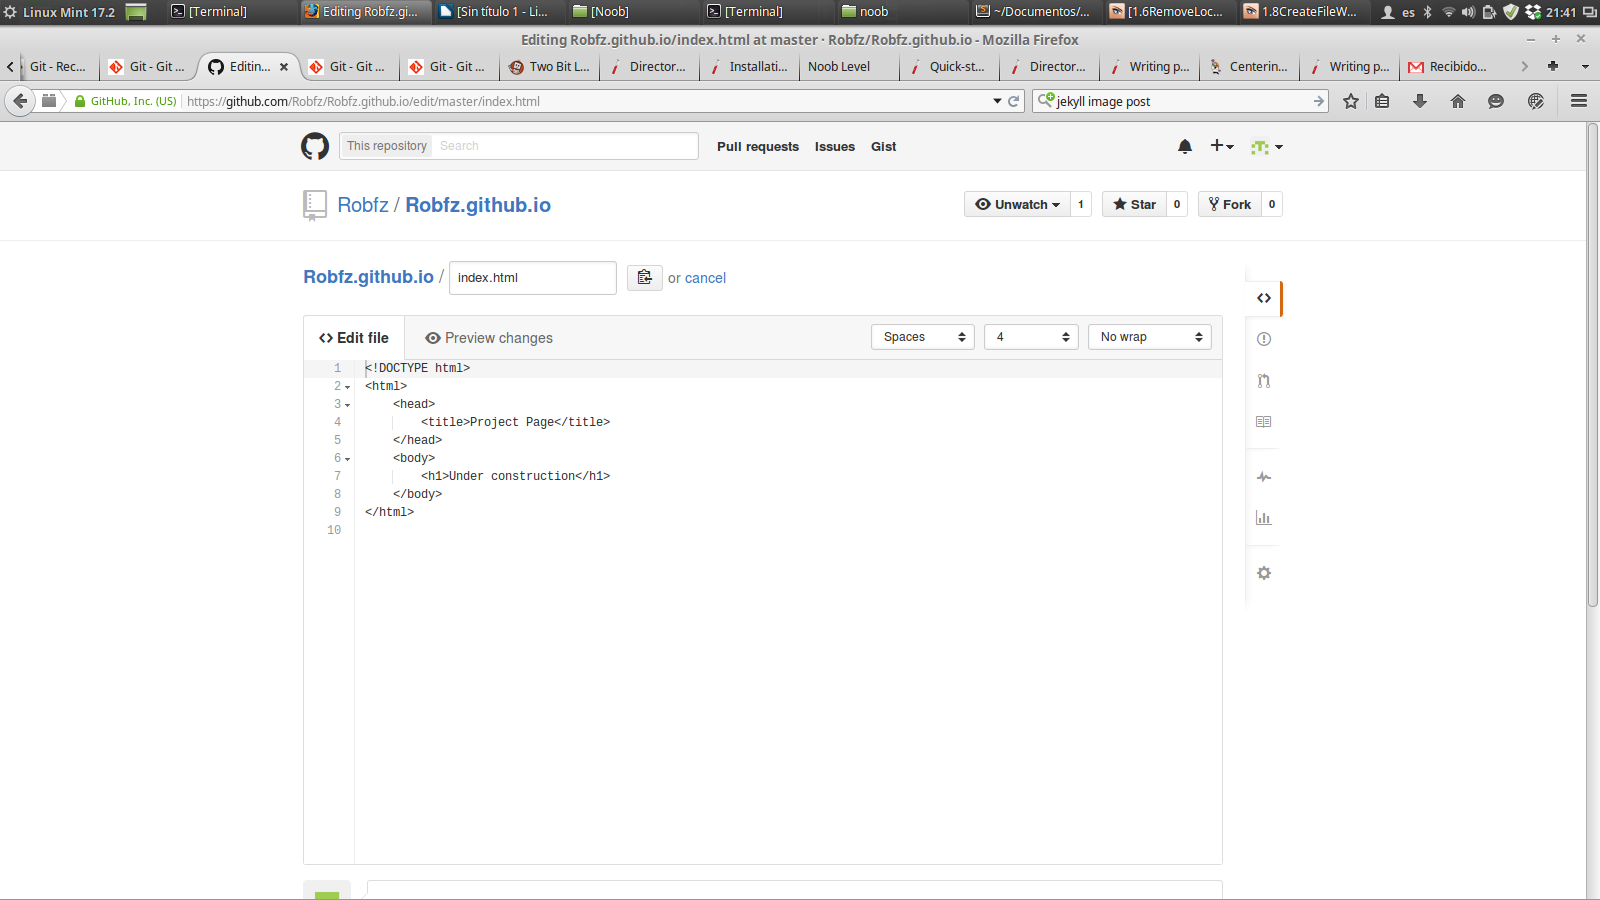 Linux Mint 17.2 [Terminal] Editing Robfz.gi... [Sin título 1 - Li... [Noob] [Terminal] noob ~/Documentos/... [1.6RemoveLoc... 1.8CreateFileW... es 21:41
Editing Robfz.github.io/index.html at master · Robfz/Robfz.github.io - Mozilla Firefox
Git - Rec... Git - Git ... Editin... Git - Git ... Git - Git ... Two Bit L... Director... Installati... Noob Level Quick-st... Director... Writing p... Centerin... Writing p... Recibido...
GitHub, Inc. (US) https://github.com/Robfz/Robfz.github.io/edit/master/index.html jekyll image post
This repository Search Pull requests Issues Gist
Robfz / Robfz.github.io Unwatch 1 Star 0 Fork 0
Robfz.github.io / index.html or cancel
Edit file Preview changes Spaces 4 No wrap
1 <!DOCTYPE html>
2 <html>
3 <head>
4 <title>Project Page</title>
5 </head>
6 <body>
7 <h1>Under construction</h1>
8 </body>
9 </html>
10